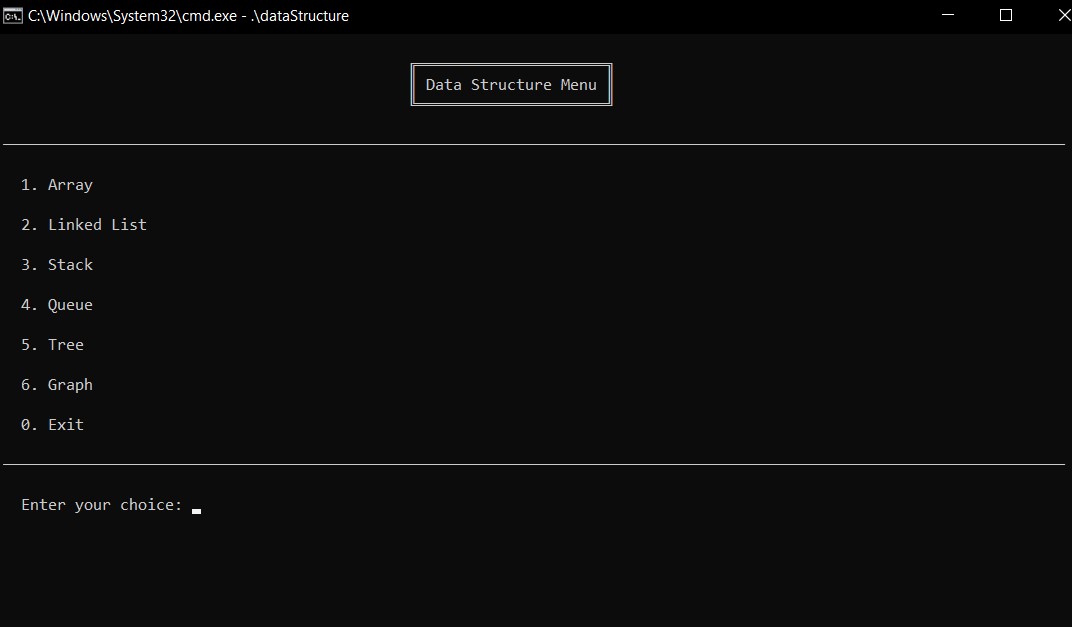 C:\Windows\System32\cmd.exe - .\dataStructure
Data Structure Menu
1. Array
2. Linked List
3. Stack
4. Queue
5. Tree
6. Graph
0. Exit
Enter your choice: